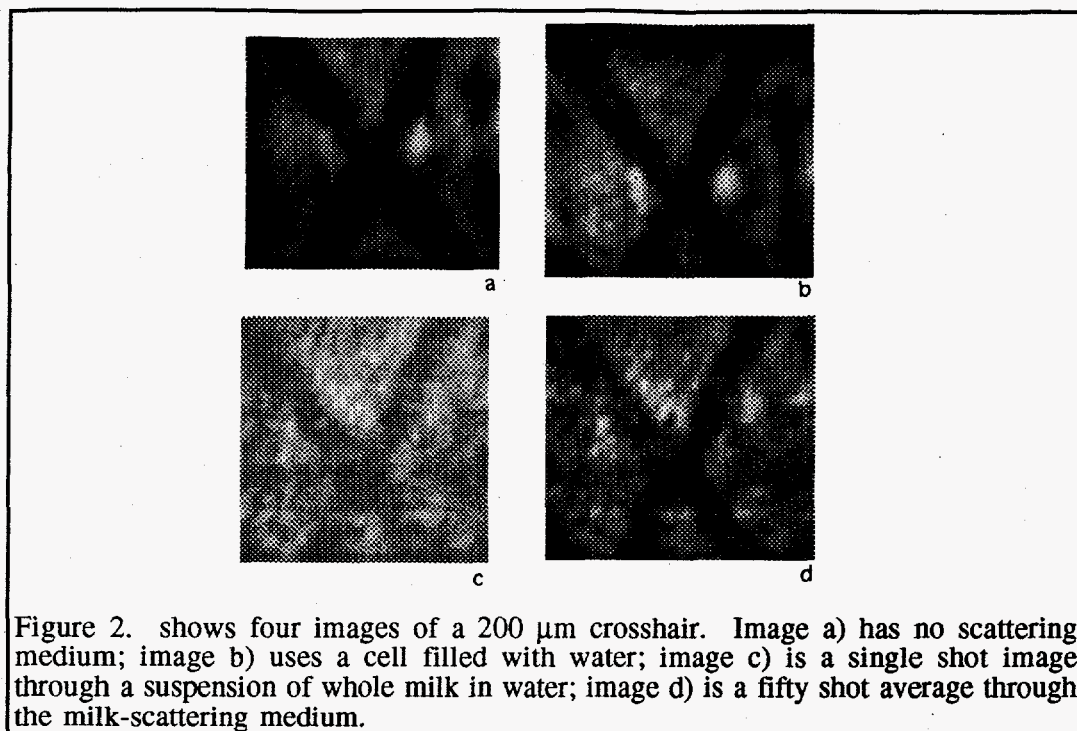 a
b
c
d
Figure 2. shows four images of a 200 μm crosshair. Image a) has no scattering
medium; image b) uses a cell filled with water; image c) is a single shot image
through a suspension of whole milk in water; image d) is a fifty shot average through
the milk-scattering medium.